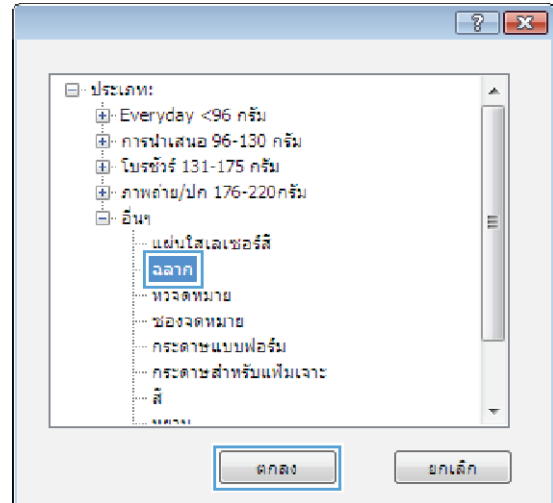 ประเภท:
Everyday <96 กรัม
การนำเสนอ 96-130 กรัม
โบรชัวร์ 131-175 กรัม
ภาพถ่าย/ปก 176-220กรัม
อื่นๆ
แผ่นใสเลเซอร์สี
ฉลาก
หัวจดหมาย
ซองจดหมาย
กระดาษแบบฟอร์ม
กระดาษสำหรับแฟ้มเจาะ
สี
ตกลง
ยกเลิก